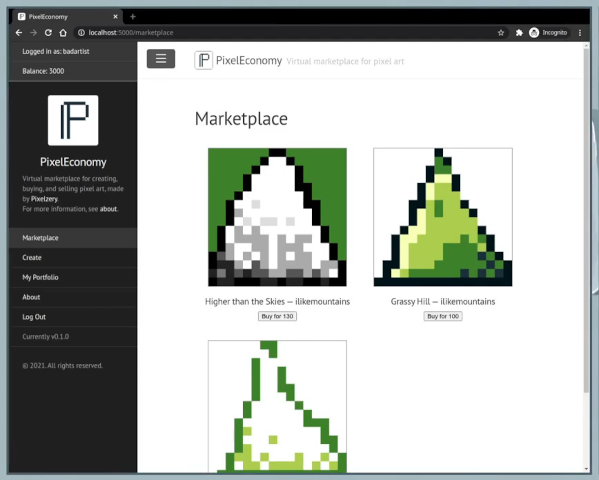 PixelEconomy
localhost:5000/marketplace
Incognito
Logged in as: badartist
Balance: 3000
PixelEconomy
Virtual marketplace for creating,
buying, and selling pixel art, made
by Pixelzery.
For more information, see about.
Marketplace
Create
My Portfolio
About
Log Out
Currently v0.1.0
© 2021. All rights reserved.
PixelEconomy Virtual marketplace for pixel art
Marketplace
Higher than the Skies — ilikemountains
Buy for 130
Grassy Hill — ilikemountains
Buy for 100